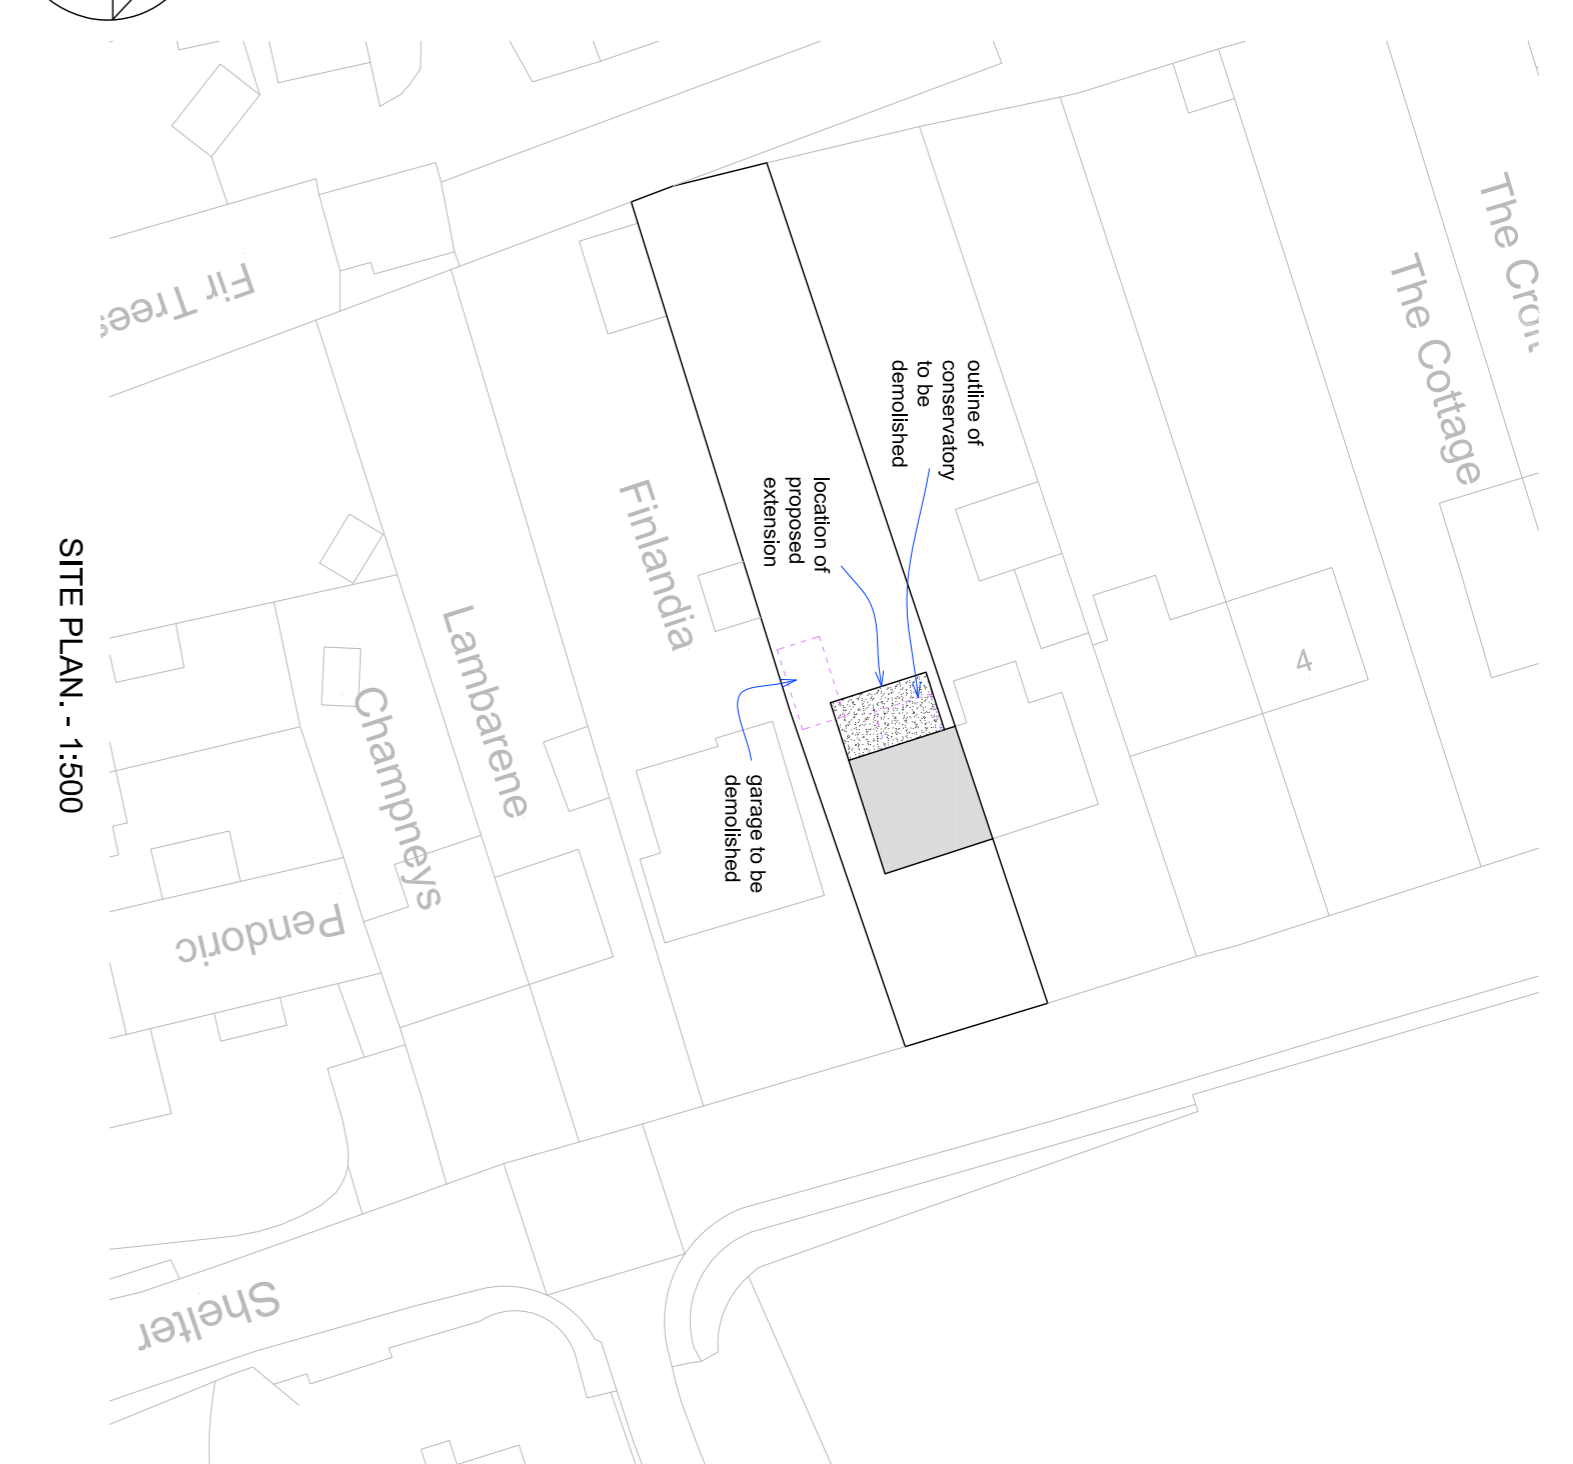 SITE PLAN. - 1:500
outline of
conservatory
to be
demolished
location of
proposed
extension
garage to be
demolished
The Cottage
Finlandia
Lambarene
Champneys
Pendoric
Fir Trees
Shelter
4
The